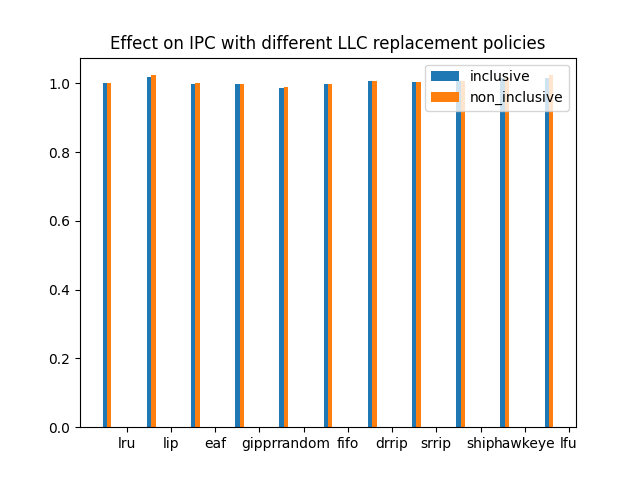 Effect on IPC with different LLC replacement policies
inclusive
non_inclusive
1.0
0.8
0.6
0.4
0.2
0.0
lru lip eaf gippr random fifo drrip srrip ship hawkeye lfu